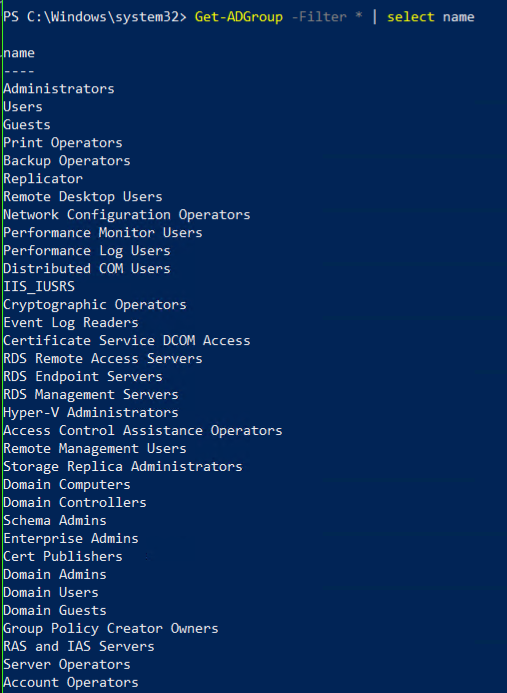 PS C:\Windows\system32> Get-ADGroup -Filter * | select name
name
----
Administrators
Users
Guests
Print Operators
Backup Operators
Replicator
Remote Desktop Users
Network Configuration Operators
Performance Monitor Users
Performance Log Users
Distributed COM Users
IIS_IUSRS
Cryptographic Operators
Event Log Readers
Certificate Service DCOM Access
RDS Remote Access Servers
RDS Endpoint Servers
RDS Management Servers
Hyper-V Administrators
Access Control Assistance Operators
Remote Management Users
Storage Replica Administrators
Domain Computers
Domain Controllers
Schema Admins
Enterprise Admins
Cert Publishers
Domain Admins
Domain Users
Domain Guests
Group Policy Creator Owners
RAS and IAS Servers
Server Operators
Account Operators